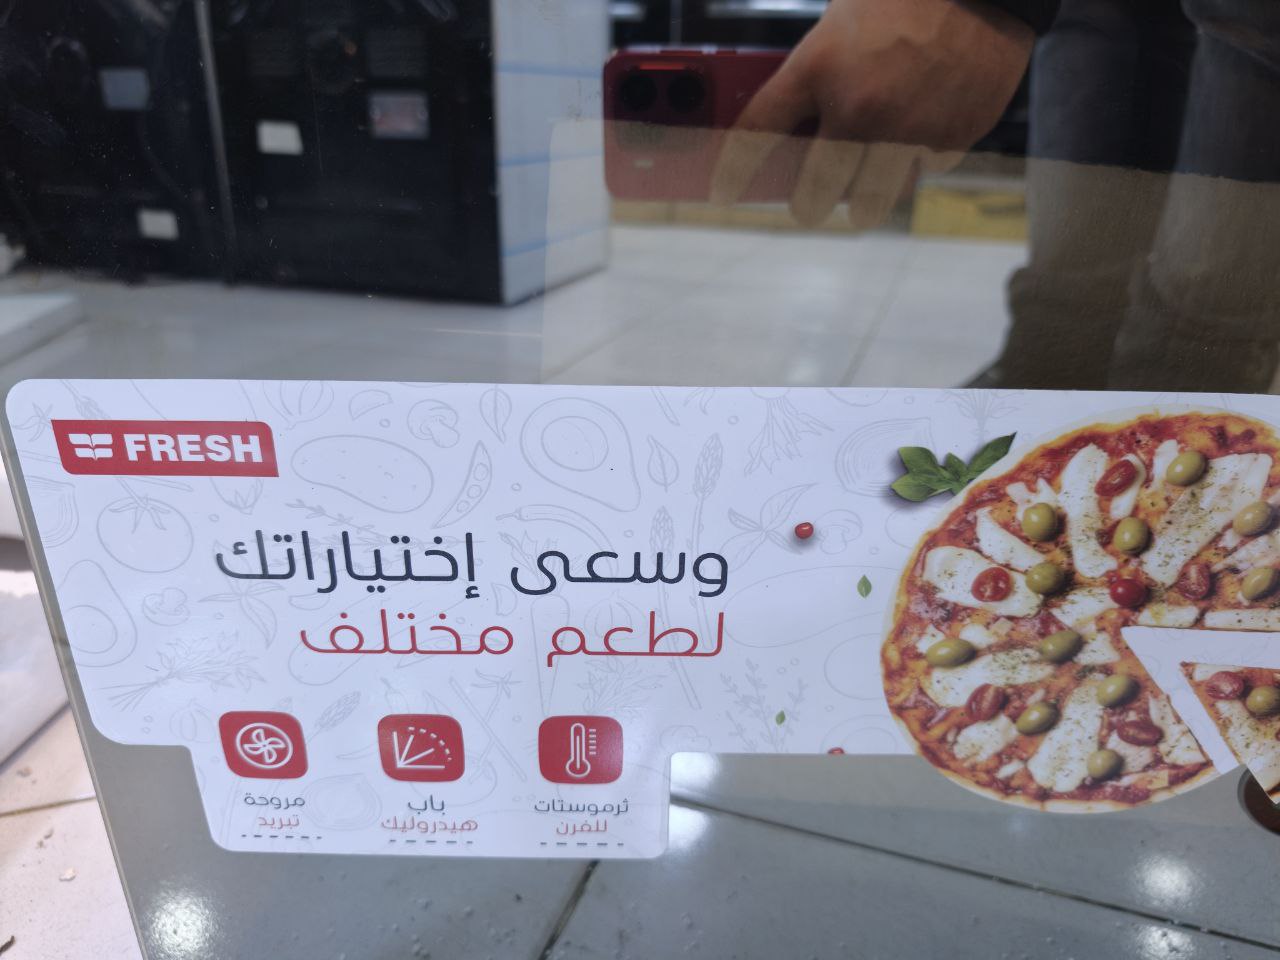 FRESH
وسعى إختياراتك
لطعم مختلف
ثرموستات
للفرن
باب
هيدروليك
مروحة
تبريد